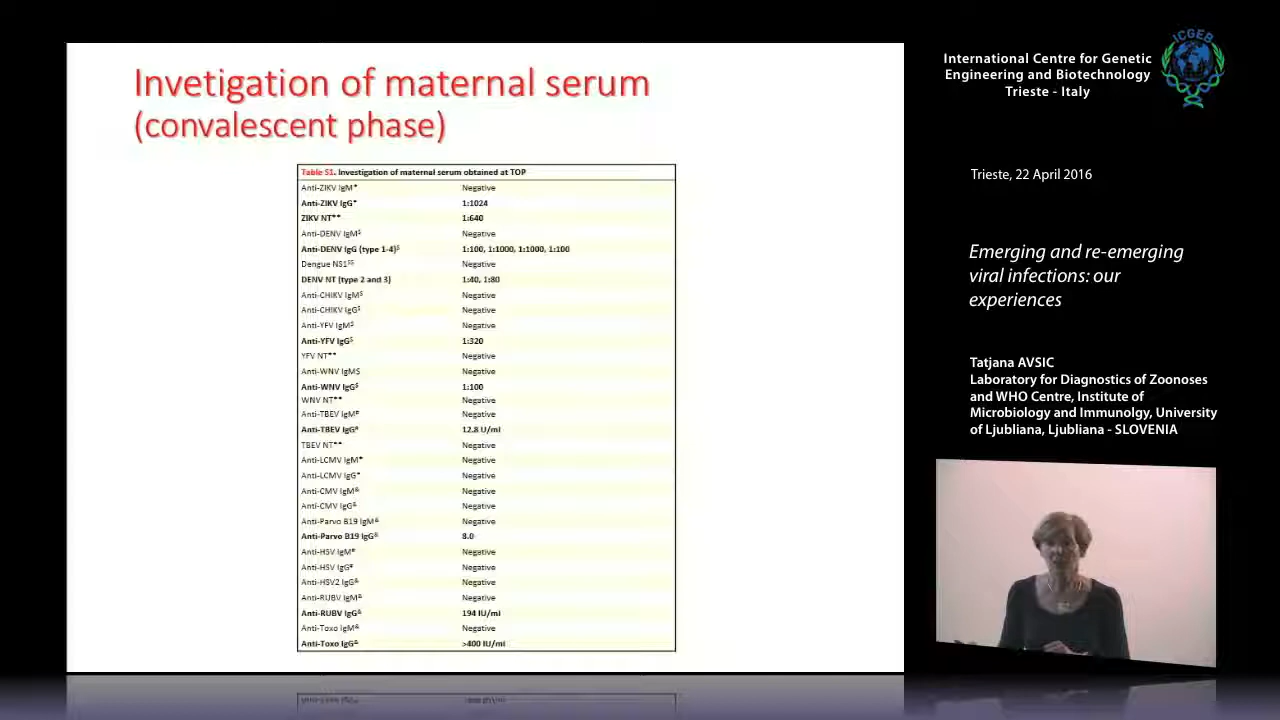 Invetigation of maternal serum
(convalescent phase)
Table S1. Investigation of maternal serum obtained at TOP
Anti-ZIKV IgM* Negative
Anti-ZIKV IgG* 1:1024
ZIKV NT** 1:640
Anti-DENV IgM$ Negative
Anti-DENV IgG (type 1-4)$ 1:100, 1:1000, 1:1000, 1:100
Dengue NS1$$ Negative
DENV NT (type 2 and 3) 1:40, 1:80
Anti-CHIKV IgM$ Negative
Anti-CHIKV IgG$ Negative
Anti-YFV IgM$ Negative
Anti-YFV IgG$ 1:320
YFV NT** Negative
Anti-WNV IgM$ Negative
Anti-WNV IgG$ 1:100
WNV NT** Negative
Anti-TBEV IgM# Negative
Anti-TBEV IgG# 12.8 U/ml
TBEV NT** Negative
Anti-LCMV IgM* Negative
Anti-LCMV IgG* Negative
Anti-CMV IgM& Negative
Anti-CMV IgG& Negative
Anti-Parvo B19 IgM& Negative
Anti-Parvo B19 IgG& 8.0
Anti-HSV IgM# Negative
Anti-HSV IgG# Negative
Anti-HSV2 IgG& Negative
Anti-RUBV IgM& Negative
Anti-RUBV IgG& 194 IU/ml
Anti-Toxo IgM& Negative
Anti-Toxo IgG& >400 IU/ml
International Centre for Genetic
Engineering and Biotechnology
Trieste - Italy
ICGEB
Trieste, 22 April 2016
Emerging and re-emerging
viral infections: our
experiences
Tatjana AVSIC
Laboratory for Diagnostics of Zoonoses
and WHO Centre, Institute of
Microbiology and Immunolgy, University
of Ljubliana, Ljubliana - SLOVENIA